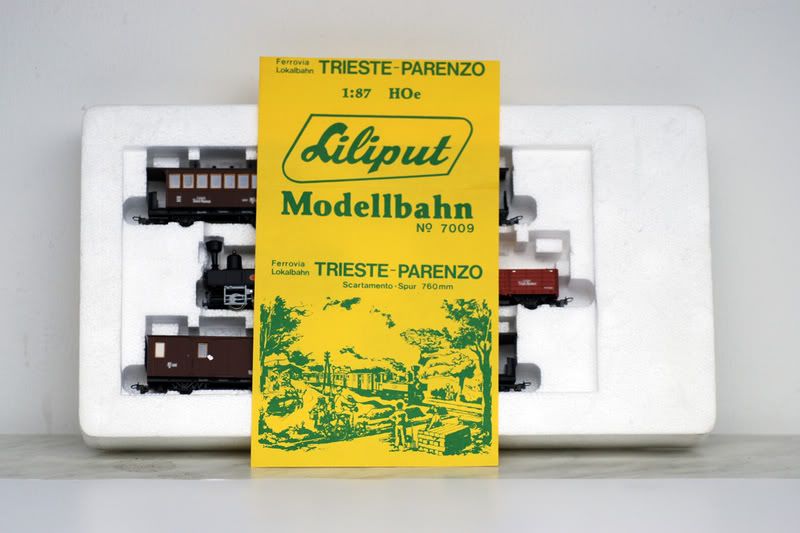 Ferrovia
Lokalbahn TRIESTE-PARENZO
1:87 HOe
Liliput
Modellbahn
Nº 7009
Ferrovia
Lokalbahn TRIESTE-PARENZO
Scartamento-Spur 760mm